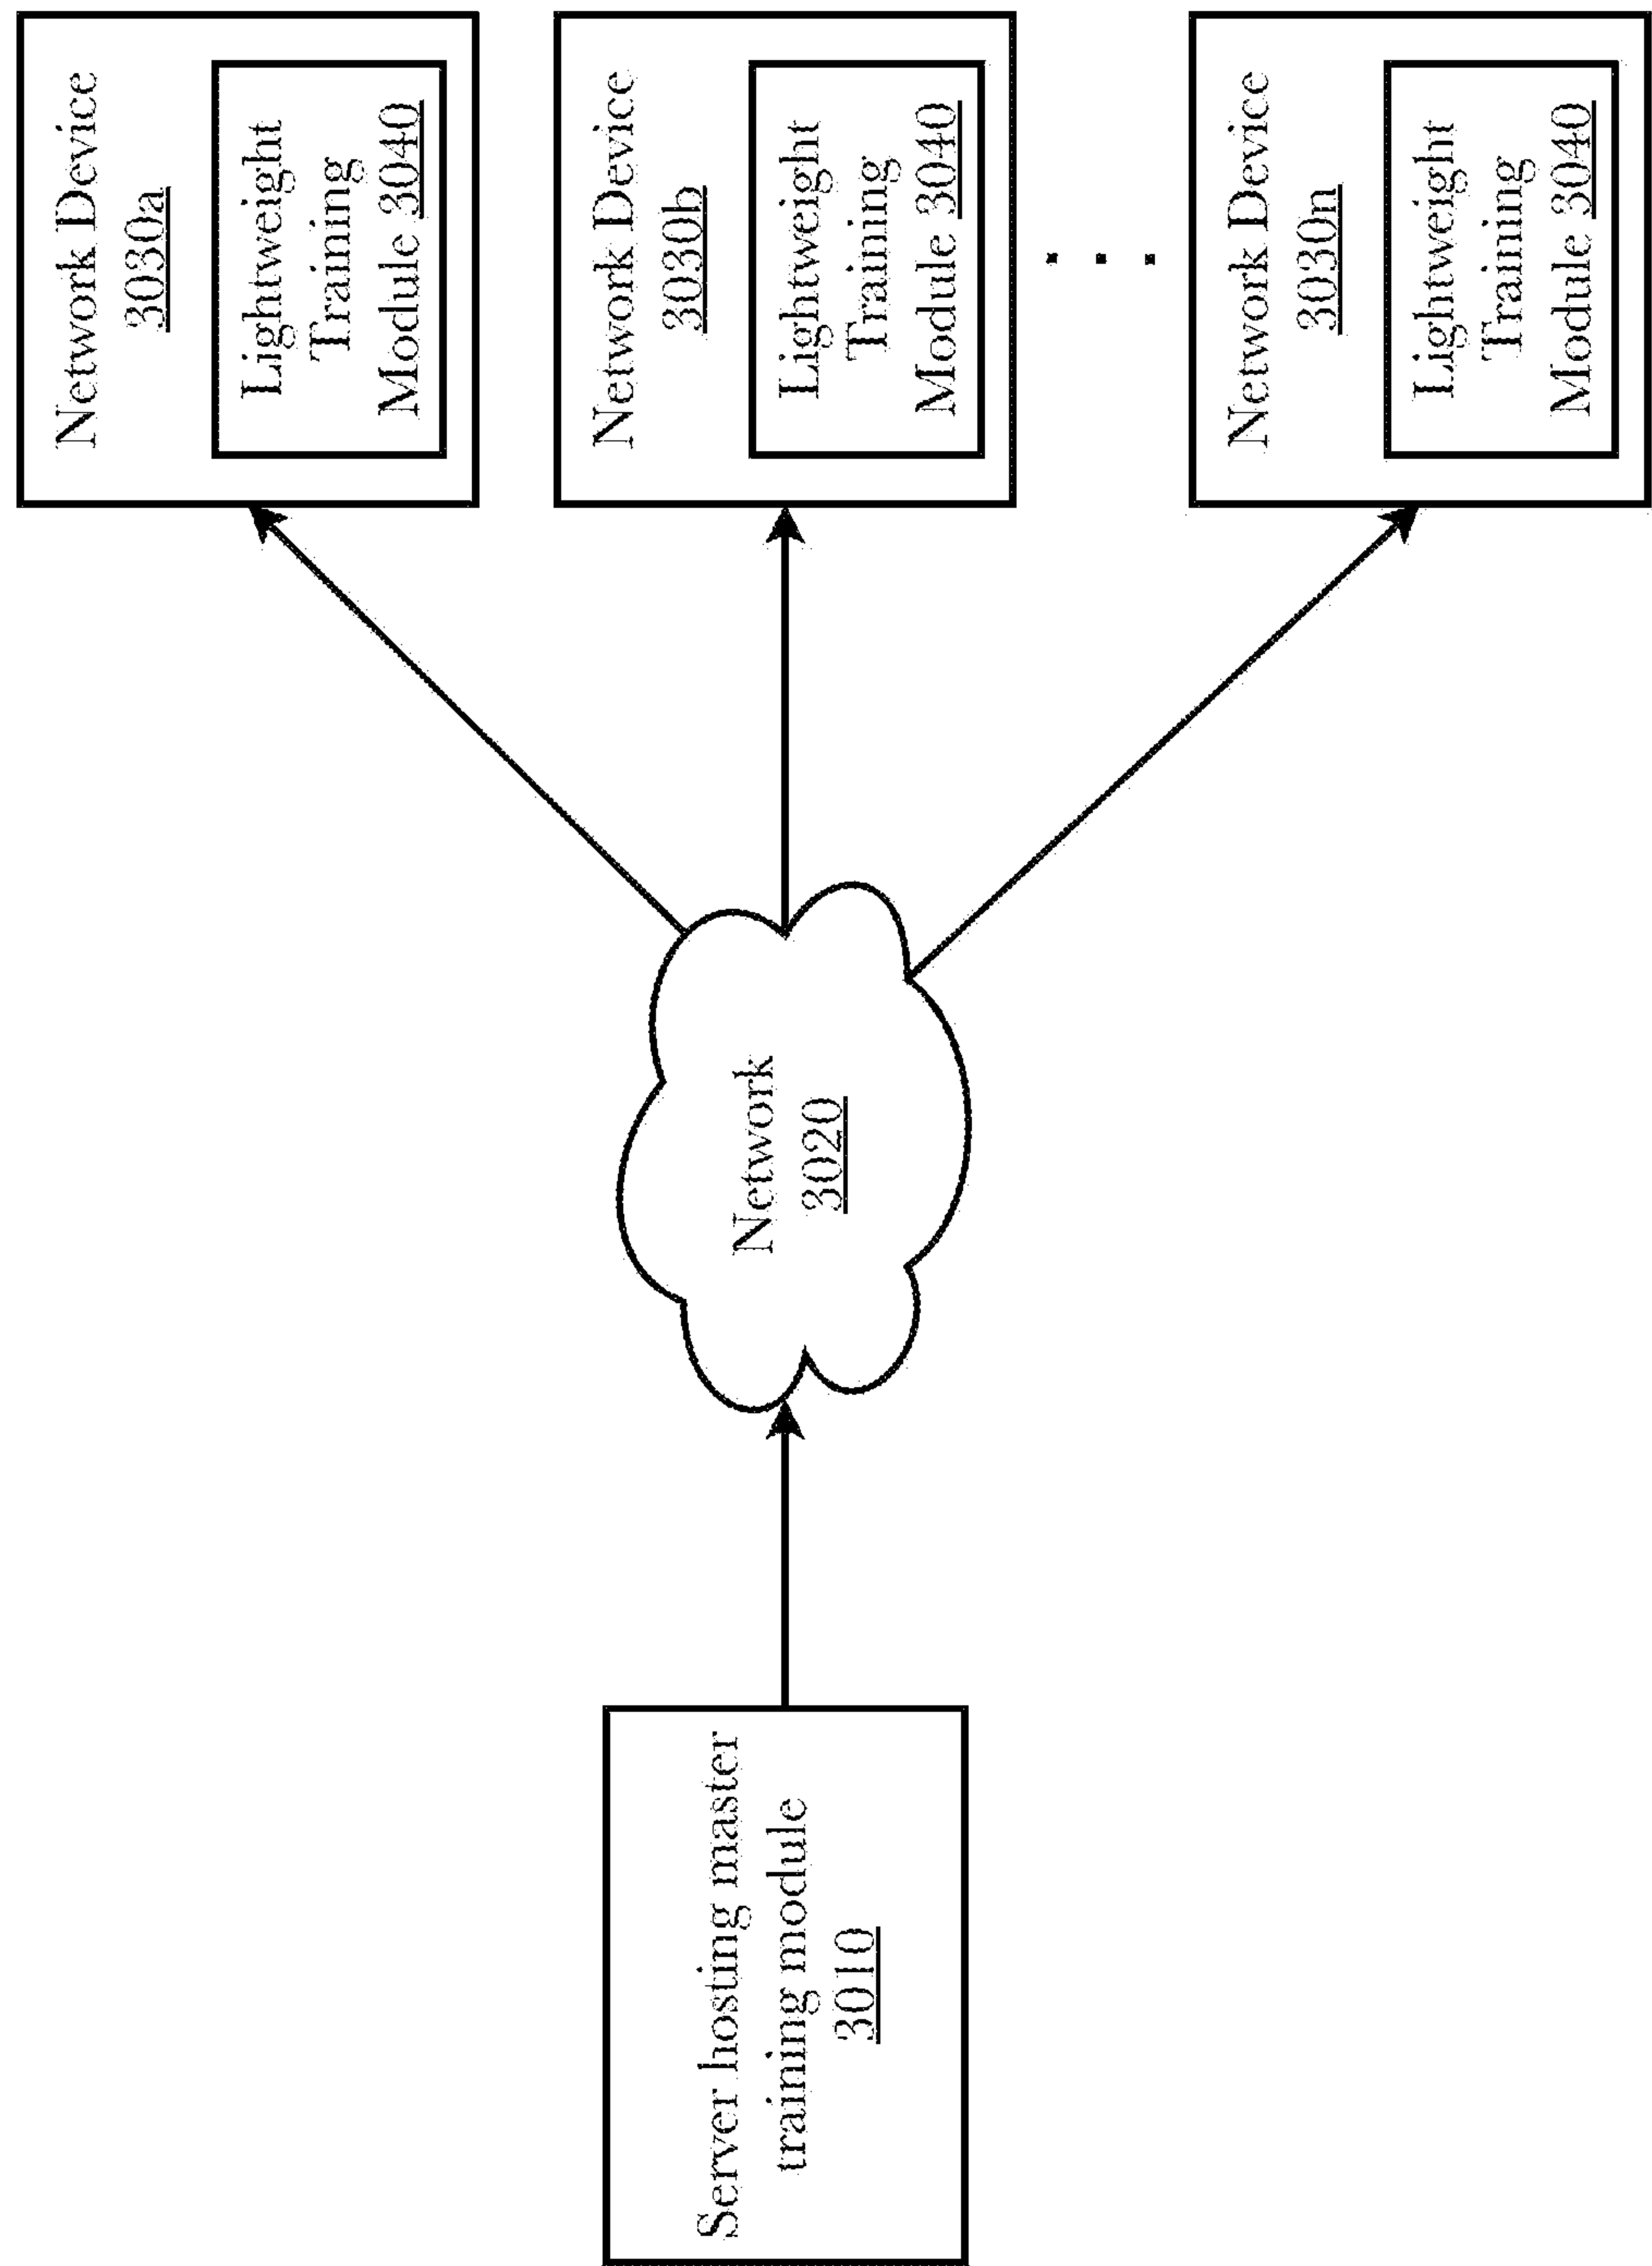 Server hosting master
training module
3010
Network
3020
Network Device
3030a
Lightweight
Training
Module 3040
Network Device
3030b
Lightweight
Training
Module 3040
Network Device
3030n
Lightweight
Training
Module 3040